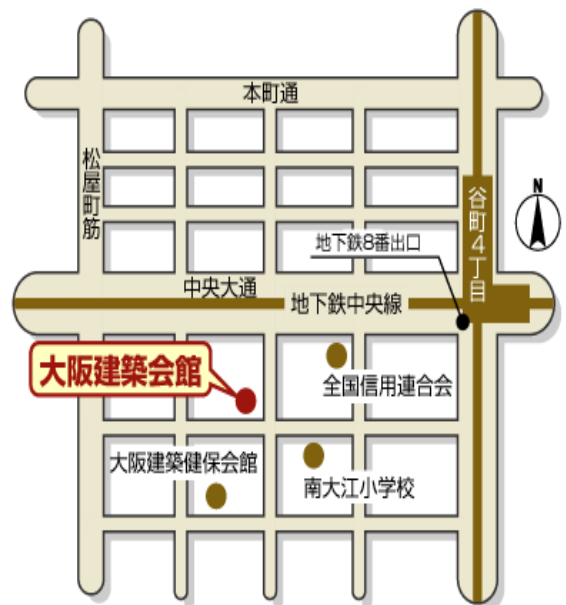 本町通
松屋町筋
N
谷町4丁目
地下鉄8番出口
中央大通
地下鉄中央線
大阪建築会館
全国信用連合会
大阪建築健保会館
南大江小学校